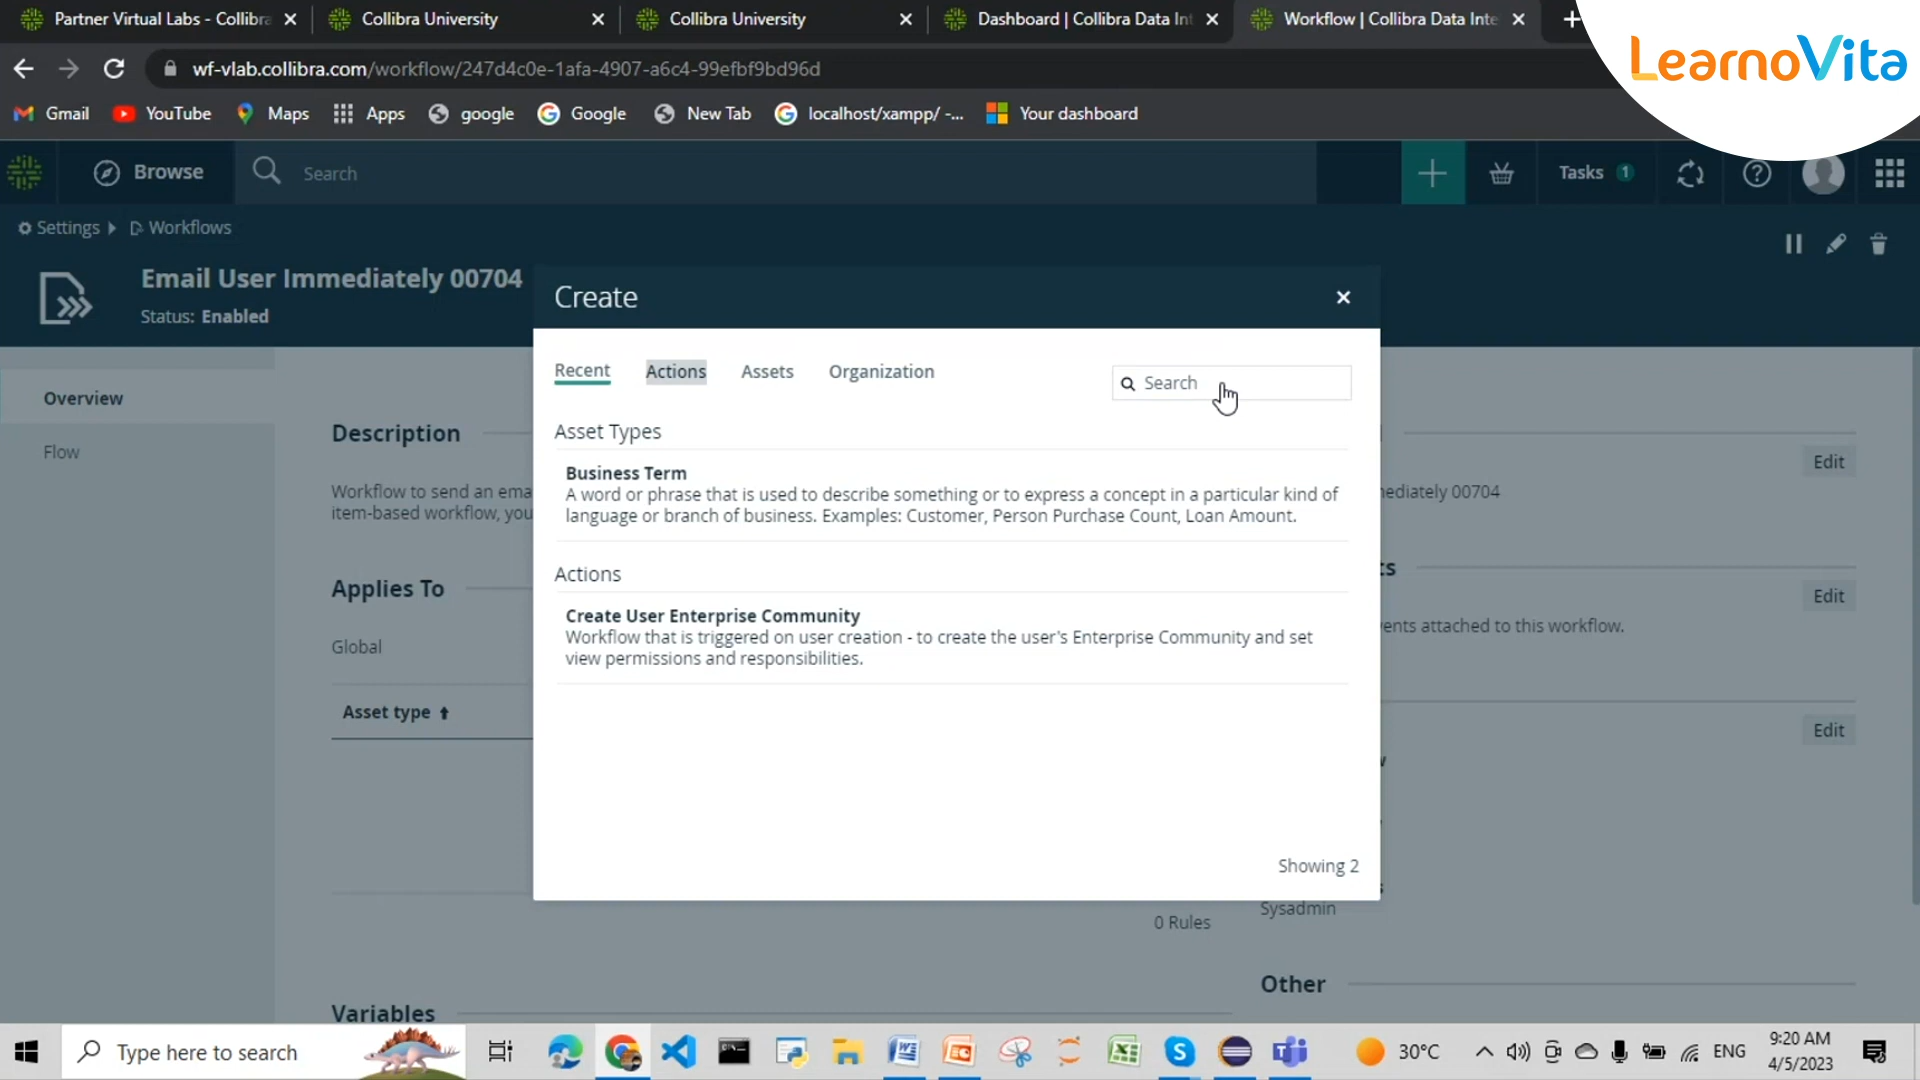 Partner Virtual Labs - Collibra
Collibra University
Collibra University
Dashboard | Collibra Data Int
Workflow | Collibra Data Inte
LearnoVita
wf-vlab.collibra.com/workflow/247d4c0e-1afa-4907-a6c4-99efbf9bd96d
Gmail
YouTube
Maps
Apps
google
Google
New Tab
localhost/xampp/ -...
Your dashboard
Browse
Search
Tasks 1
Settings
Workflows
Email User Immediately 00704
Status: Enabled
Create
Recent
Actions
Assets
Organization
Search
Overview
Flow
Asset Types
Business Term
A word or phrase that is used to describe something or to express a concept in a particular kind of
language or branch of business. Examples: Customer, Person Purchase Count, Loan Amount.
Actions
Create User Enterprise Community
Workflow that is triggered on user creation - to create the user's Enterprise Community and set
view permissions and responsibilities.
Showing 2
Description
Workflow to send an ema
item-based workflow, you
Applies To
Global
Asset type
0 Rules
Variables
Edit
ediately 00704
Edit
ents attached to this workflow.
Edit
Sysadmin
Other
Type here to search
30°C
ENG
9:20 AM
4/5/2023